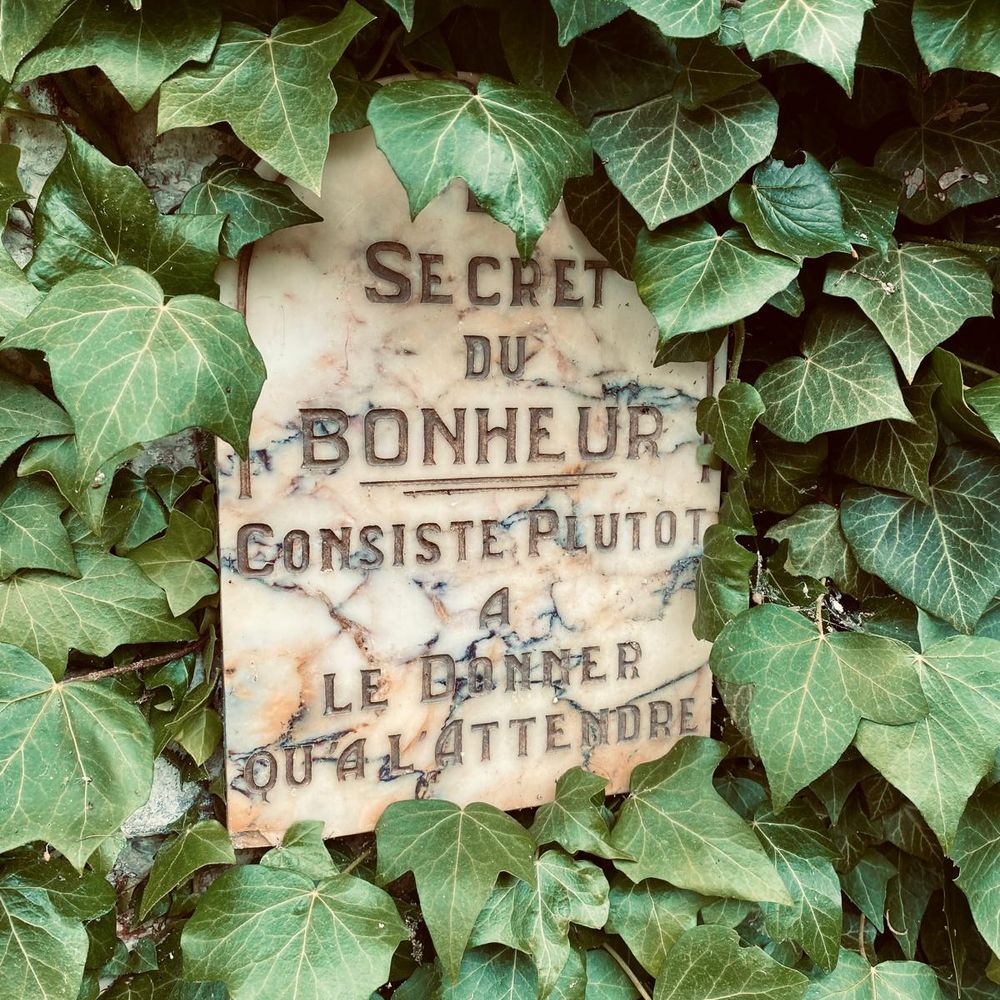 SECRET
DU
BONHEUR
CONSISTE PLUTOT
A
LE DONNER
QU'A L'ATTENDRE